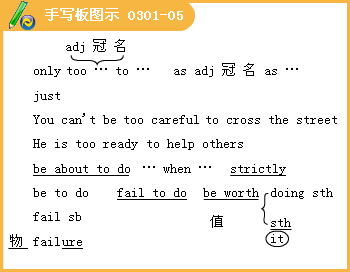 手写板图示 0301-05
adj 冠 名
only too … to … as adj 冠 名 as …
just
You can't be too careful to cross the street
He is too ready to help others
be about to do … when … strictly
be to do fail to do be worth doing sth
fail sb 值 sth
物 failure it